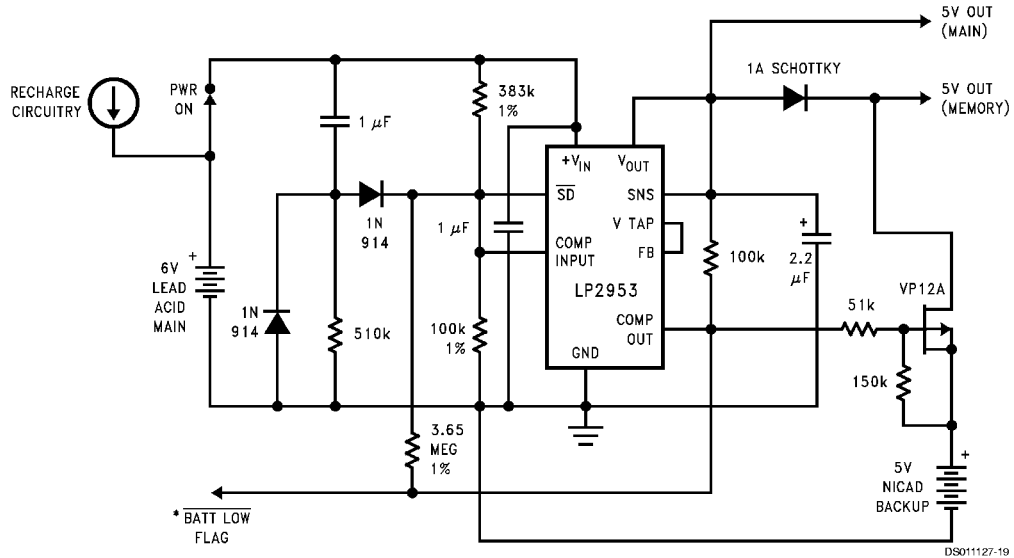 5V OUT
(MAIN)
1A SCHOTTKY
5V OUT
(MEMORY)
RECHARGE
CIRCUITRY
PWR
ON
383k
1%
1 μF
+VIN
VOUT
SD
SNS
1N
914
1 μF
V TAP
FB
COMP
INPUT
LP2953
+
2.2
μF
100k
VP12A
+
6V
LEAD
ACID
MAIN
1N
914
510k
100k
1%
COMP
OUT
GND
51k
150k
3.65
MEG
1%
+
5V
NICAD
BACKUP
* BATT LOW
FLAG
DS011127-19